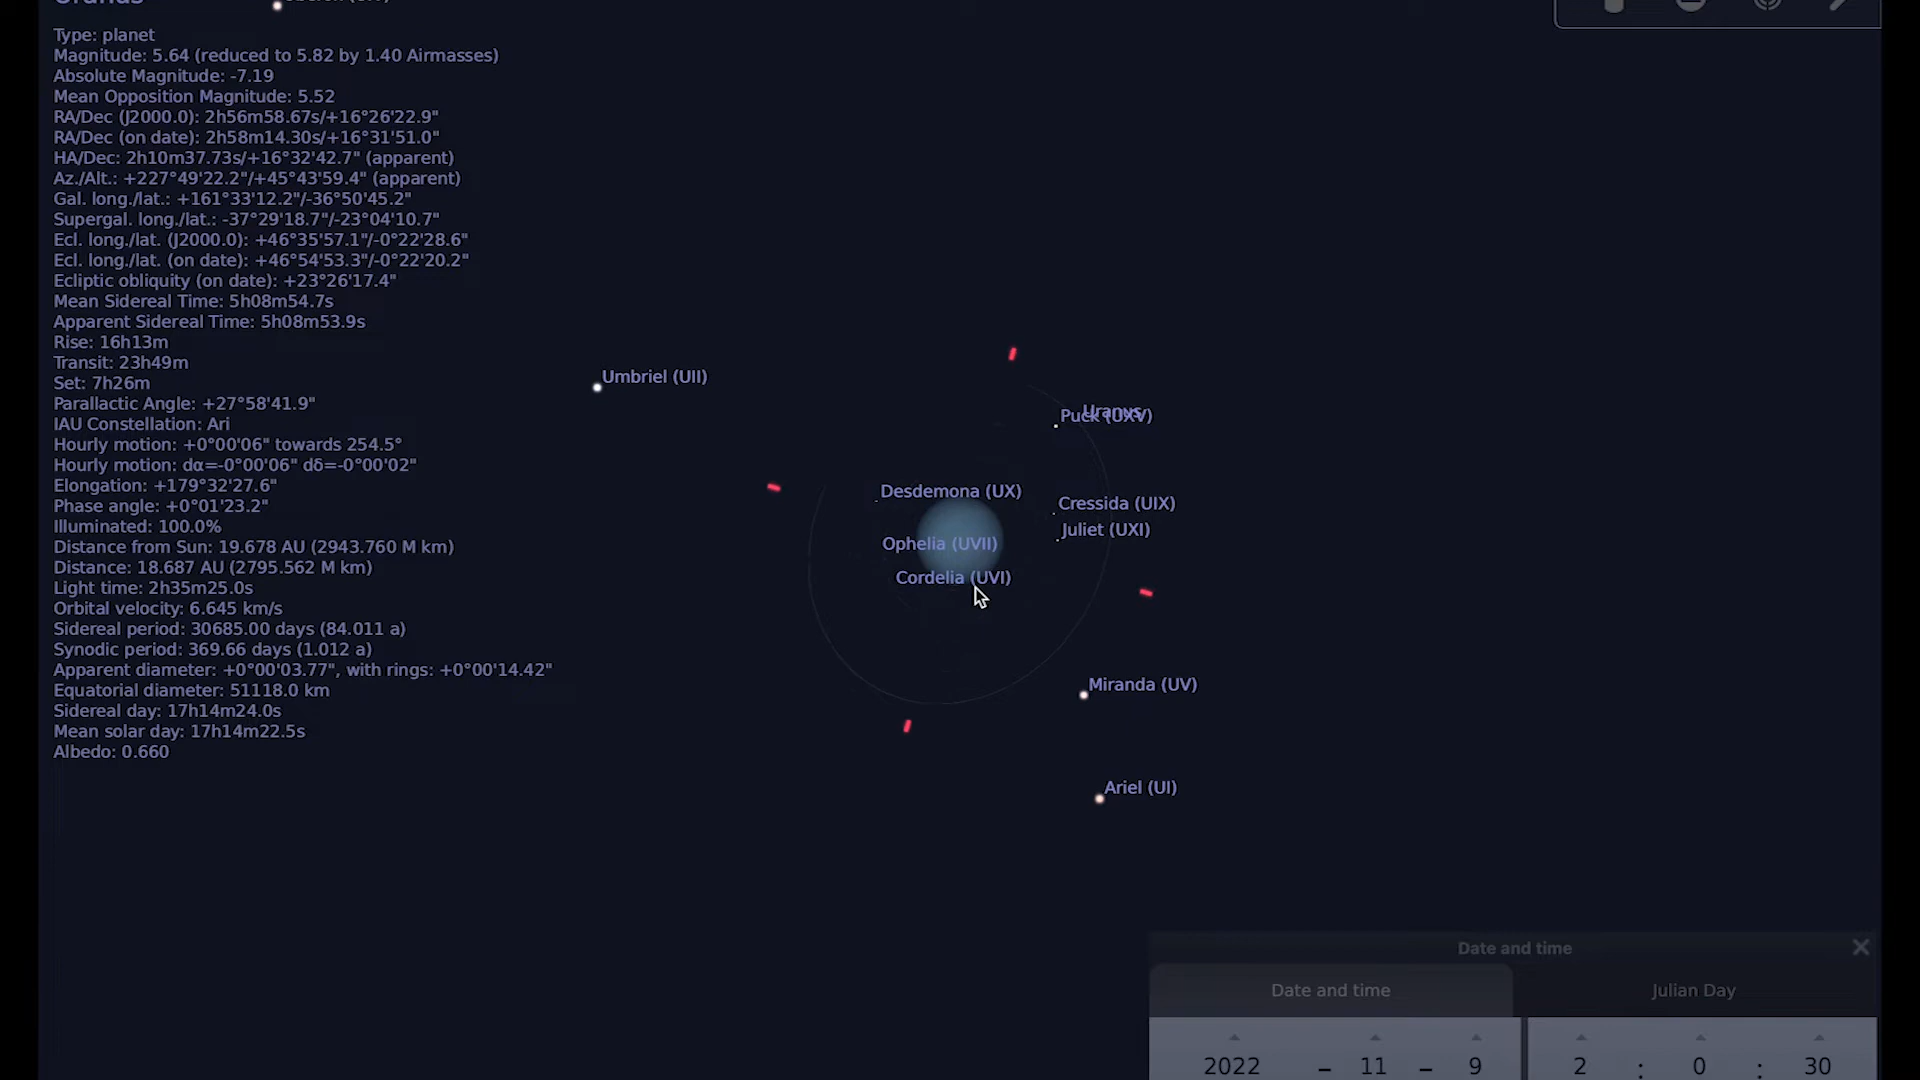 Uranus
Type: planet
Magnitude: 5.64 (reduced to 5.82 by 1.40 Airmasses)
Absolute Magnitude: -7.19
Mean Opposition Magnitude: 5.52
RA/Dec (J2000.0): 2h56m58.67s/+16°26'22.9"
RA/Dec (on date): 2h58m14.30s/+16°31'51.0"
HA/Dec: 2h10m37.73s/+16°32'42.7" (apparent)
Az./Alt.: +227°49'22.2"/+45°43'59.4" (apparent)
Gal. long./lat.: +161°33'12.2"/-36°50'45.2"
Supergal. long./lat.: -37°29'18.7"/-23°04'10.7"
Ecl. long./lat. (J2000.0): +46°35'57.1"/-0°22'28.6"
Ecl. long./lat. (on date): +46°54'53.3"/-0°22'20.2"
Ecliptic obliquity (on date): +23°26'17.4"
Mean Sidereal Time: 5h08m54.7s
Apparent Sidereal Time: 5h08m53.9s
Rise: 16h13m
Transit: 23h49m
Set: 7h26m
Parallactic Angle: +27°58'41.9"
IAU Constellation: Ari
Hourly motion: +0°00'06" towards 254.5°
Hourly motion: dα=-0°00'06" dδ=-0°00'02"
Elongation: +179°32'27.6"
Phase angle: +0°01'23.2"
Illuminated: 100.0%
Distance from Sun: 19.678 AU (2943.760 M km)
Distance: 18.687 AU (2795.562 M km)
Light time: 2h35m25.0s
Orbital velocity: 6.645 km/s
Sidereal period: 30685.00 days (84.011 a)
Synodic period: 369.66 days (1.012 a)
Apparent diameter: +0°00'03.77", with rings: +0°00'14.42"
Equatorial diameter: 51118.0 km
Sidereal day: 17h14m24.0s
Mean solar day: 17h14m22.5s
Albedo: 0.660
Umbriel (UII)
Uranus
Puck (UXV)
Desdemona (UX)
Cressida (UIX)
Juliet (UXI)
Ophelia (UVII)
Cordelia (UVI)
Miranda (UV)
Ariel (UI)
Date and time
Date and time
Julian Day
2022 – 11 – 9
2 : 0 : 30